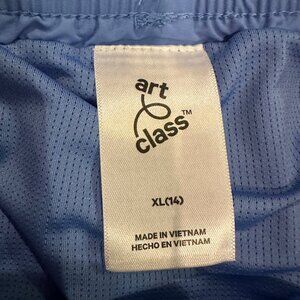 art
class™
XL(14)
MADE IN VIETNAM
HECHO EN VIETNAM